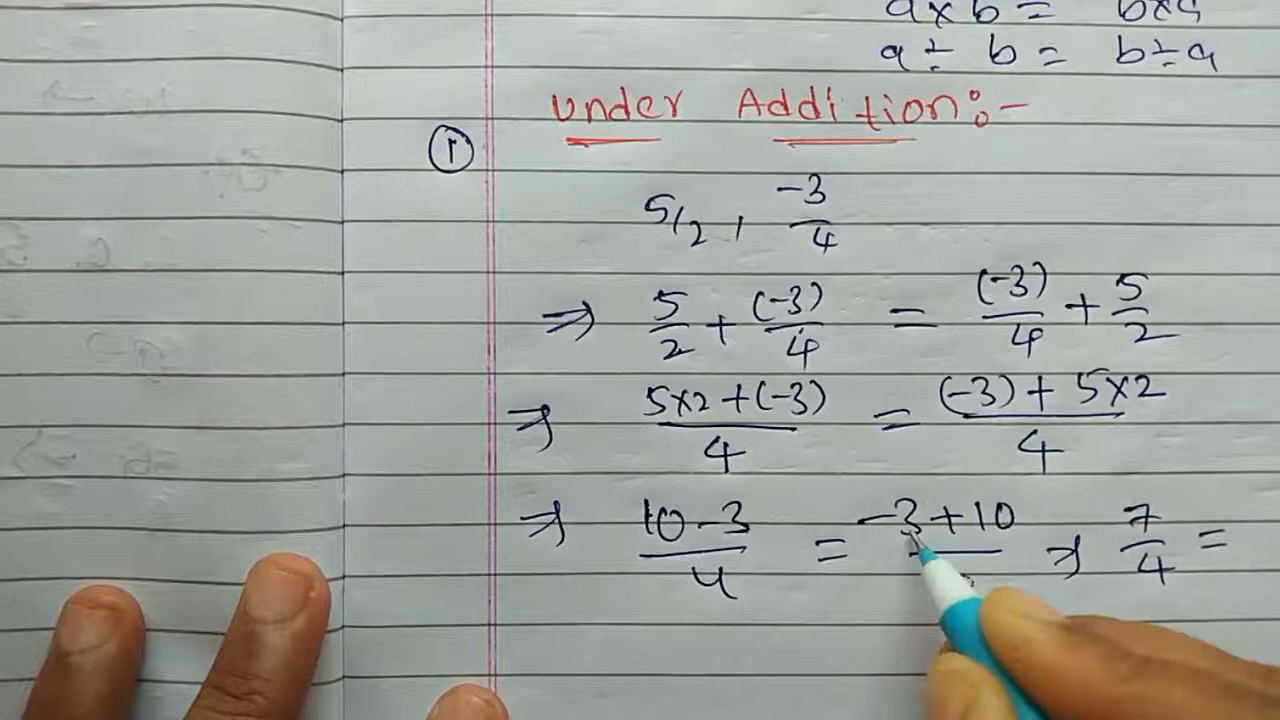 a×b = b×a
a÷b = b÷a
Under Addition:-
① 5/2, -3/4
⇒ 5/2 + (-3)/4 = (-3)/4 + 5/2
⇒ 5×2+(-3)/4 = (-3)+5×2/4
⇒ 10-3/4 = -3+10/ ⇒ 7/4 =